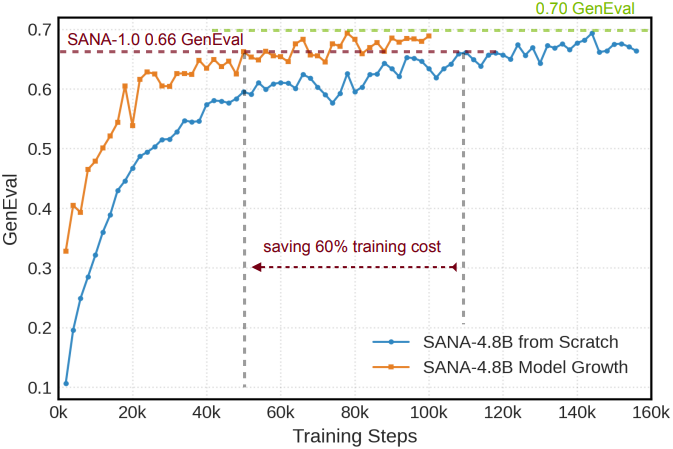 0.70 GenEval
0.7
SANA-1.0 0.66 GenEval
0.6
0.5
0.4
0.3
0.2
0.1
GenEval
saving 60% training cost
SANA-4.8B from Scratch
SANA-4.8B Model Growth
0k 20k 40k 60k 80k 100k 120k 140k 160k
Training Steps